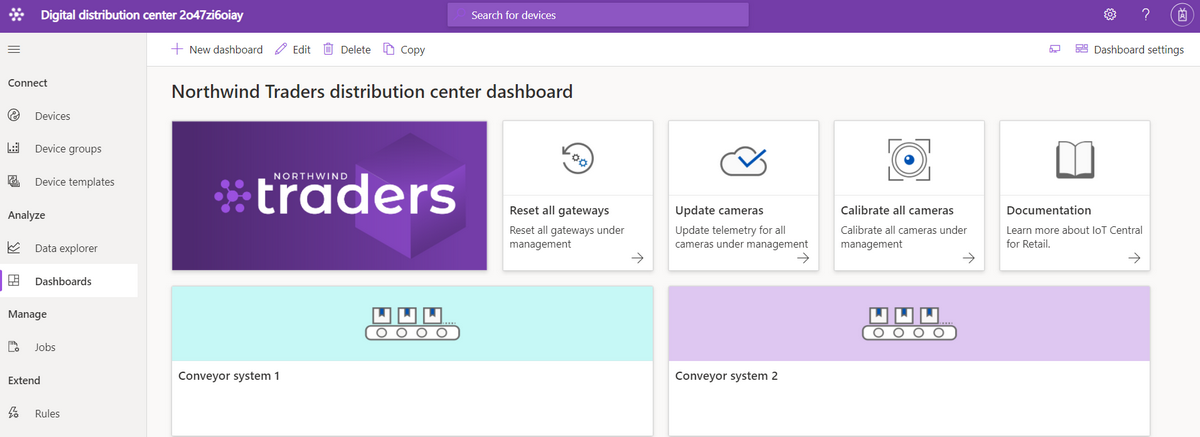 Digital distribution center 2o47zi6oiay
Search for devices
?
New dashboard
Edit
Delete
Copy
Dashboard settings
Connect
Devices
Device groups
Device templates
Analyze
Data explorer
Dashboards
Manage
Jobs
Extend
Rules
Northwind Traders distribution center dashboard
NORTHWIND
traders
Reset all gateways
Reset all gateways under
management
Update cameras
Update telemetry for all
cameras under management
Calibrate all cameras
Calibrate all cameras under
management
Documentation
Learn more about IoT Central
for Retail.
Conveyor system 1
Conveyor system 2